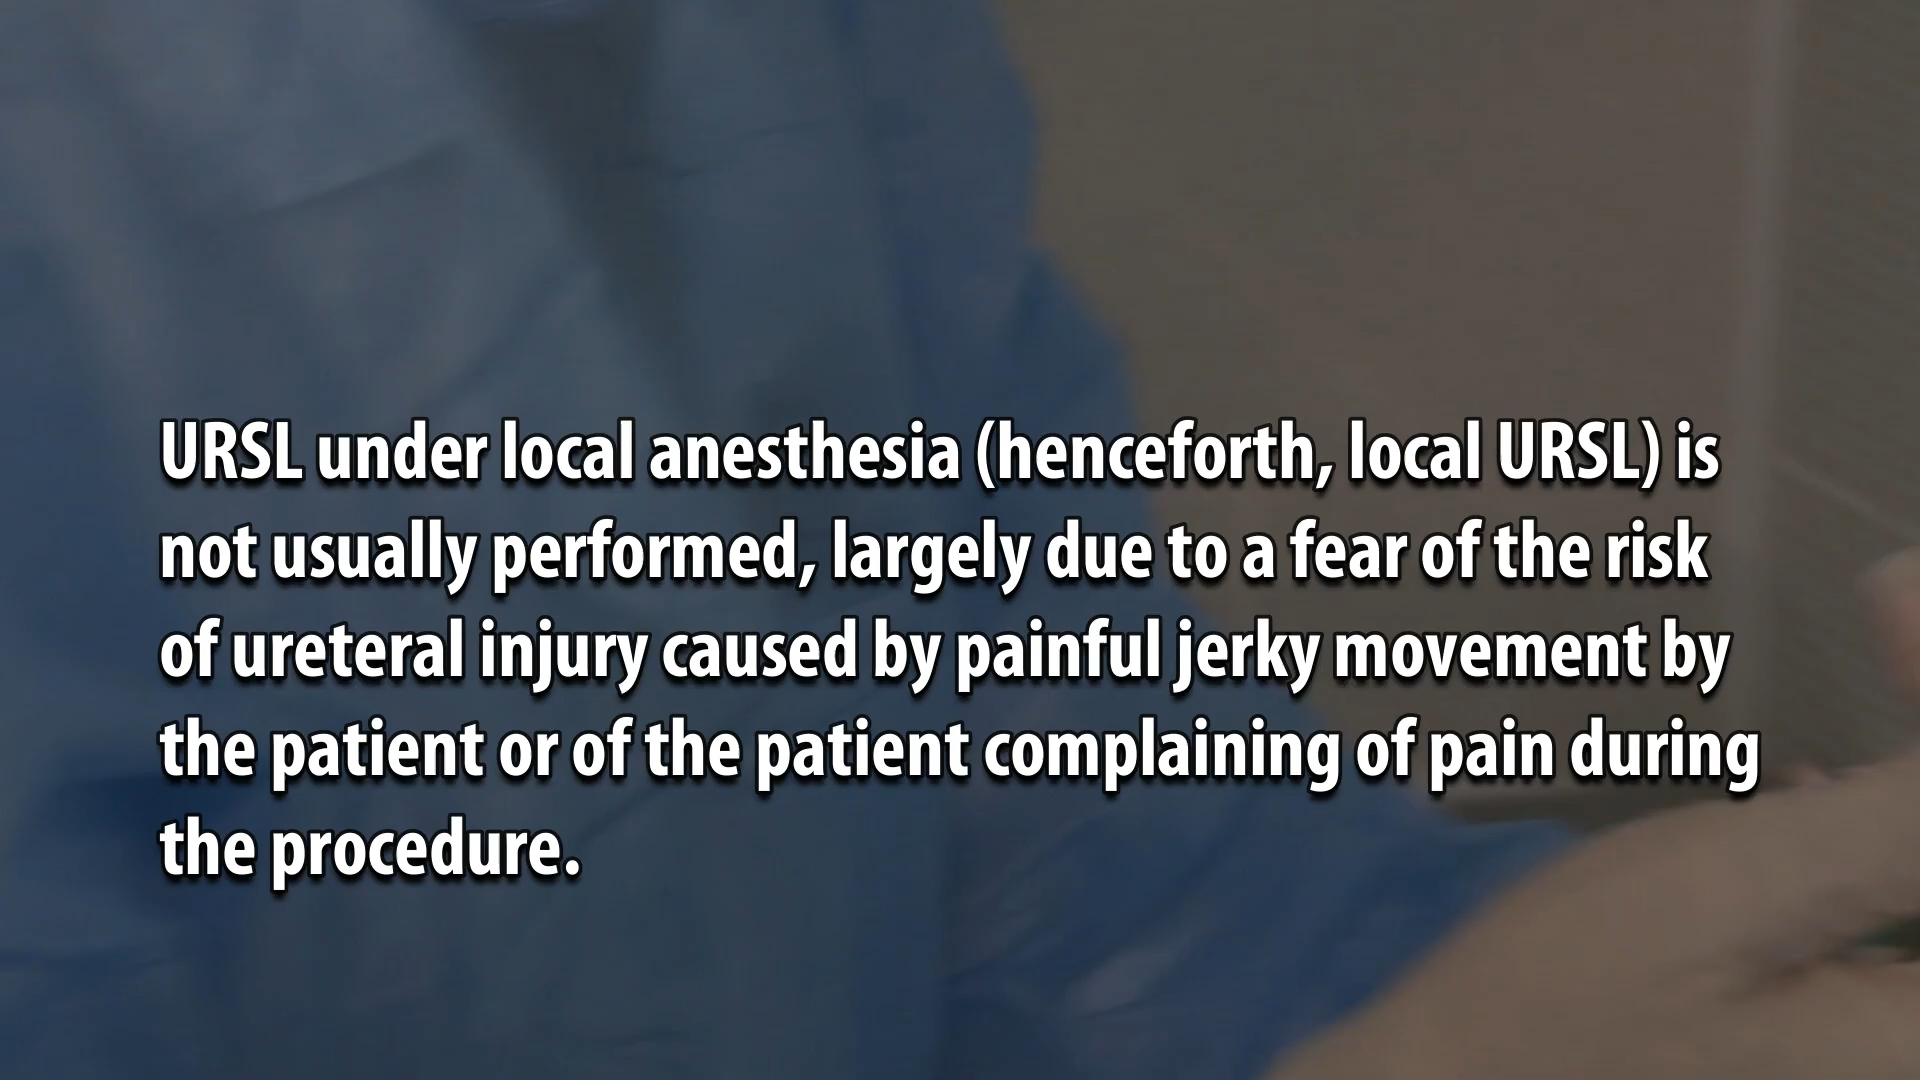 URSL under local anesthesia (henceforth, local URSL) is
not usually performed, largely due to a fear of the risk
of ureteral injury caused by painful jerky movement by
the patient or of the patient complaining of pain during
the procedure.